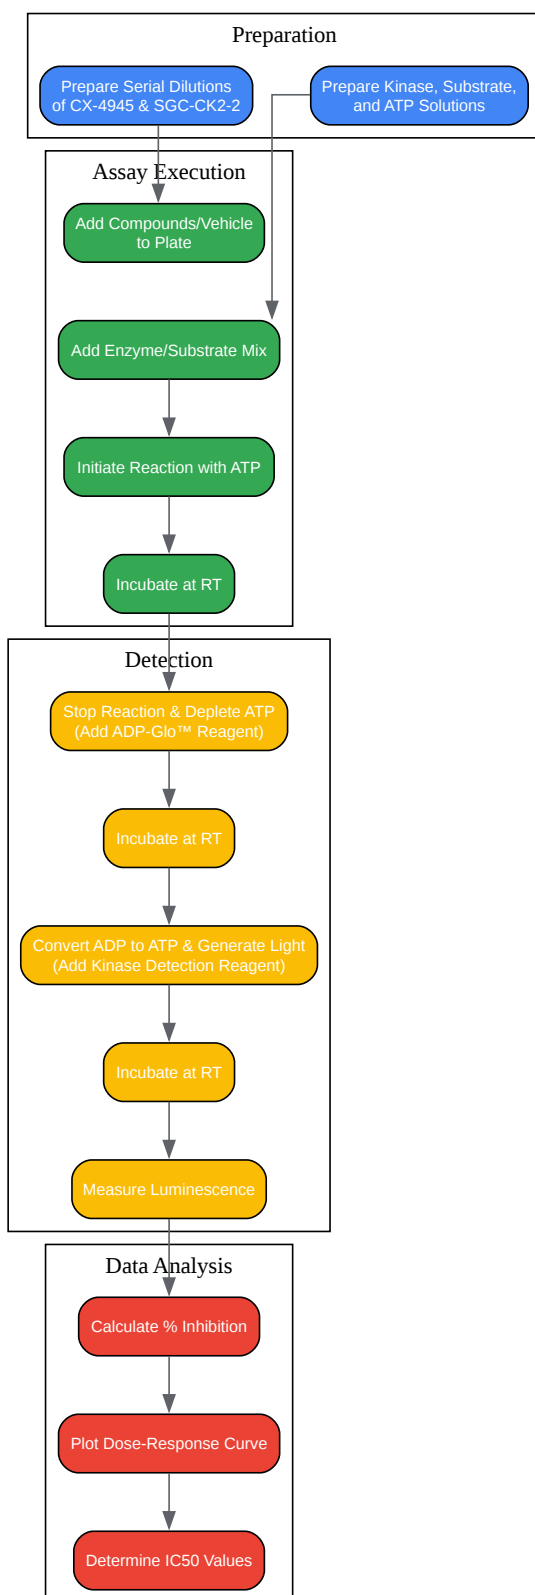 Preparation
Prepare Serial Dilutions
of CX-4945 & SGC-CK2-2
Prepare Kinase, Substrate,
and ATP Solutions
Assay Execution
Add Compounds/Vehicle
to Plate
Add Enzyme/Substrate Mix
Initiate Reaction with ATP
Incubate at RT
Detection
Stop Reaction & Deplete ATP
(Add ADP-Glo™ Reagent)
Incubate at RT
Convert ADP to ATP & Generate Light
(Add Kinase Detection Reagent)
Incubate at RT
Measure Luminescence
Data Analysis
Calculate % Inhibition
Plot Dose-Response Curve
Determine IC50 Values